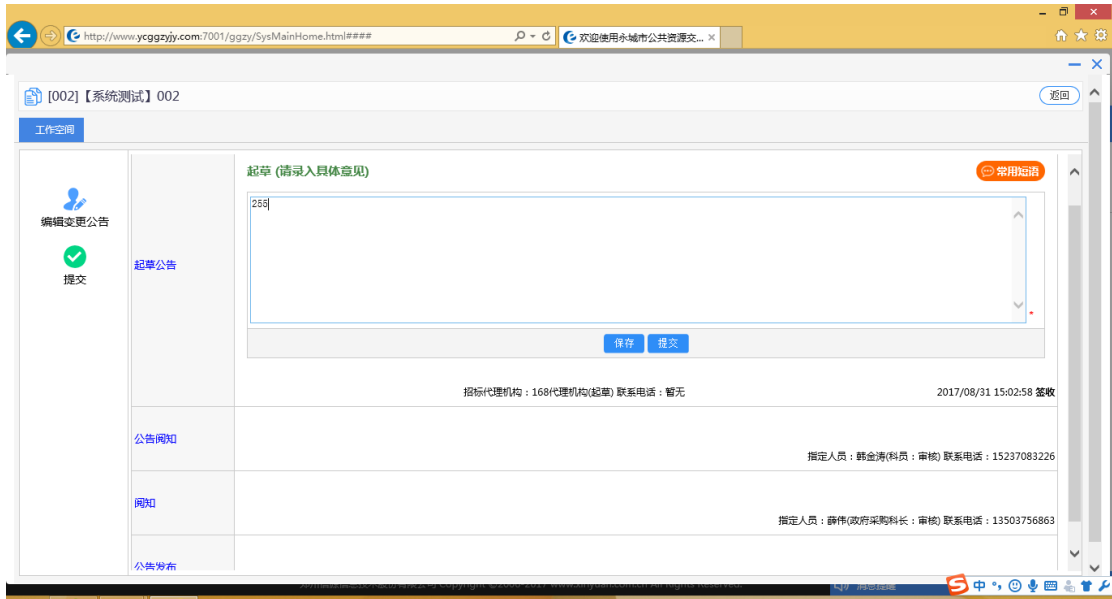 http://www.ycggzyjy.com:7001/ggzy/SysMainHome.html####
欢迎使用永城市公共资源交...
[002]【系统测试】002
返回
工作空间
编辑变更公告
提交
起草公告
起草 (请录入具体意见)
常用短语
255
*
保存 提交
招标代理机构：168代理机构(起草) 联系电话：暂无
2017/08/31 15:02:58 签收
公告阅知
指定人员：韩金涛(科员：审核) 联系电话：15237083226
阅知
指定人员：薛伟(政府采购科长：审核) 联系电话：13503756863
公告发布
消息提醒
中